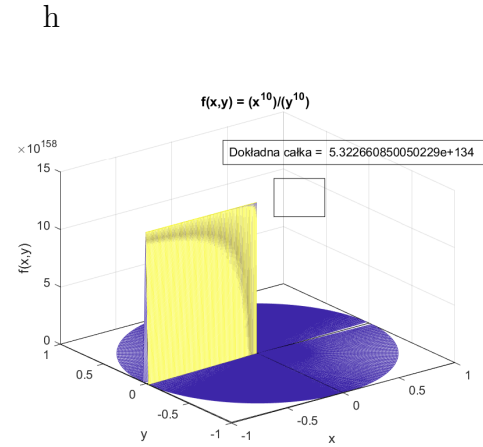 h
f(x,y) = (x^10)/(y^10)
Dokładna całka = 5.322660850050229e+134
×10^158
15
10
5
0
f(x,y)
1
0.5
0
-0.5
-1
y
-1
-0.5
0
0.5
1
x